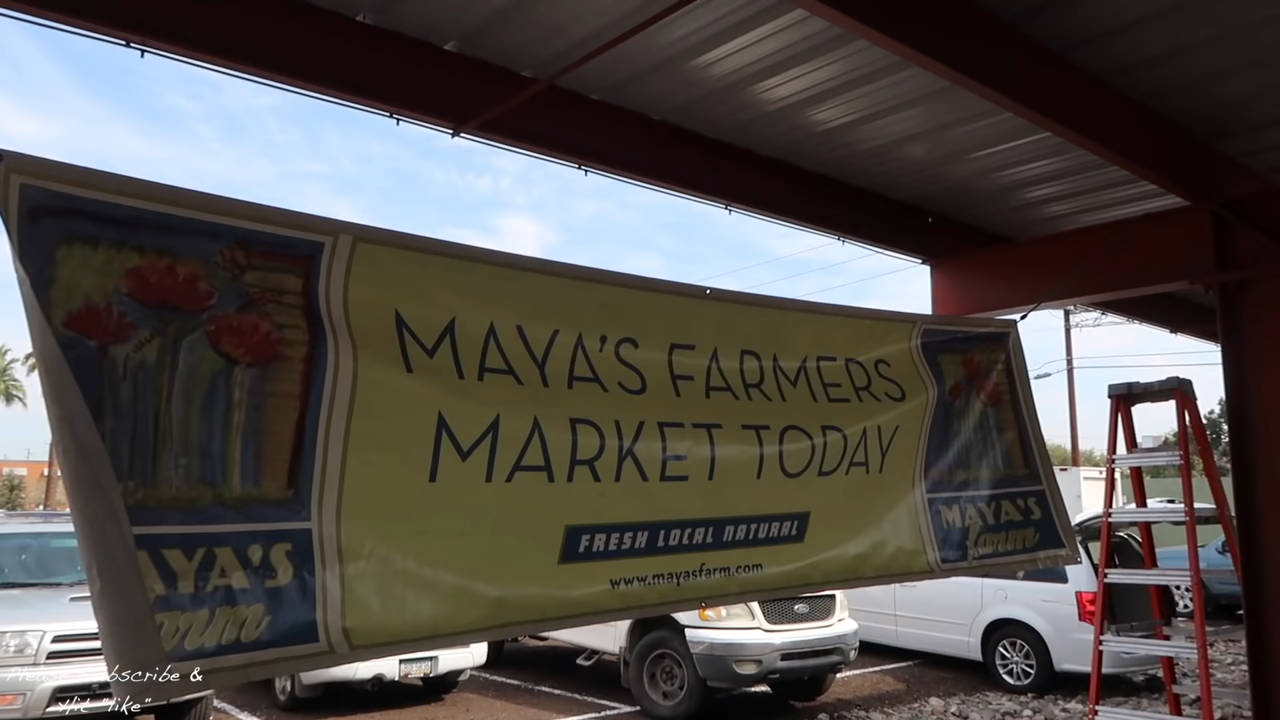 MAYA'S FARMERS
MARKET TODAY
FRESH LOCAL NATURAL
www.mayasfarm.com
AYA'S
arm
MAYA'S
farm
Please Subscribe &
Hit "like"